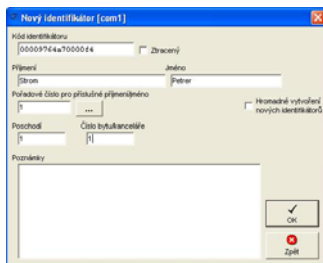 Nový identifikátor [com1]
Kód identifikátoru
00009764a70000f4
Ztracený
Příjmení Jméno
Strom Petrer
Pořadové číslo pro příslušné příjmení/jméno
1 ...
Hromadné vytvoření
nových identifikátorů
Poschodí Číslo bytu/kanceláře
1 1
Poznámky
OK
Zpět